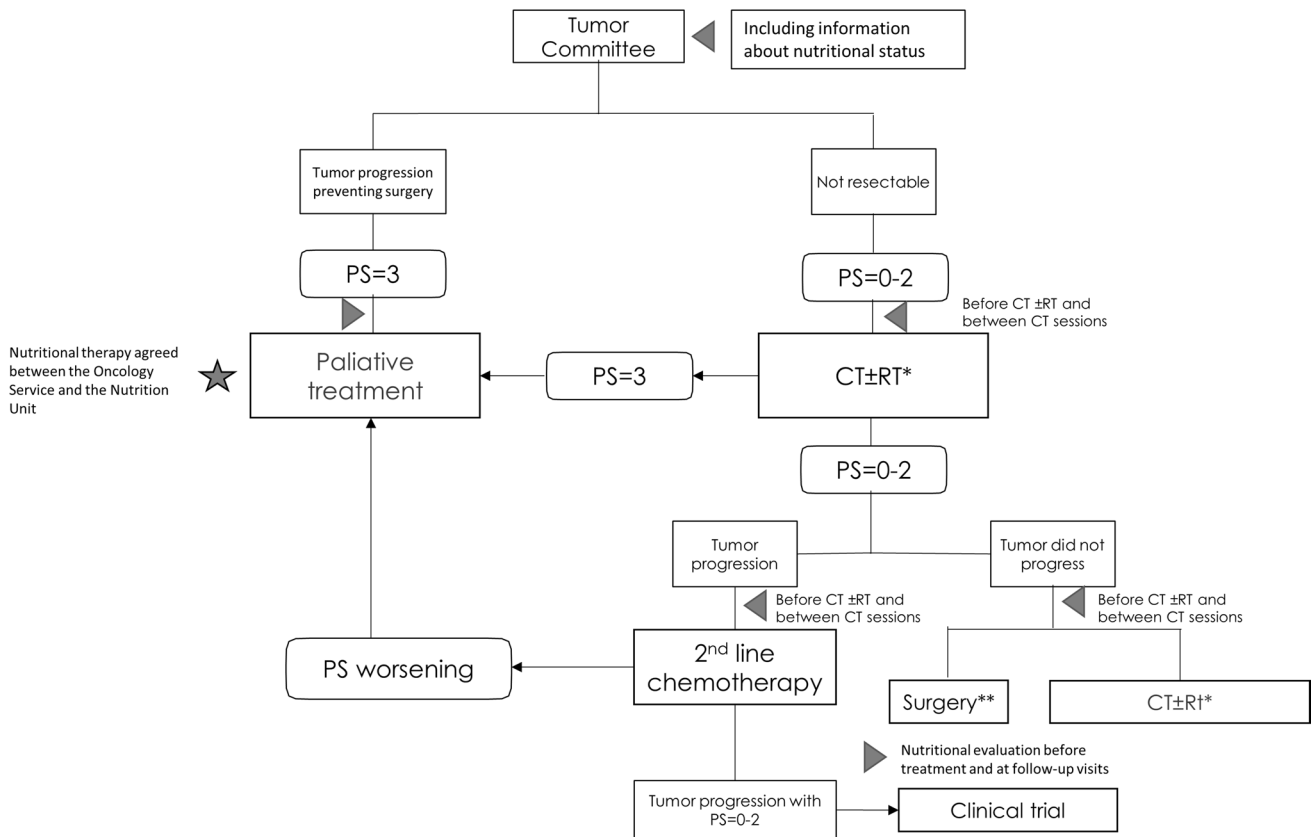 Tumor
Committee
Including information
about nutritional status
Tumor progression
preventing surgery
Not resectable
PS=3
PS=0-2
Before CT ±RT and
between CT sessions
Nutritional therapy agreed
between the Oncology
Service and the Nutrition
Unit
Paliative
treatment
PS=3
CT±RT*
PS=0-2
Tumor
progression
Tumor did not
progress
Before CT ±RT and
between CT sessions
Before CT ±RT and
between CT sessions
PS worsening
2nd line
chemotherapy
Surgery**
CT±Rt*
Nutritional evaluation before
treatment and at follow-up visits
Tumor progression with
PS=0-2
Clinical trial